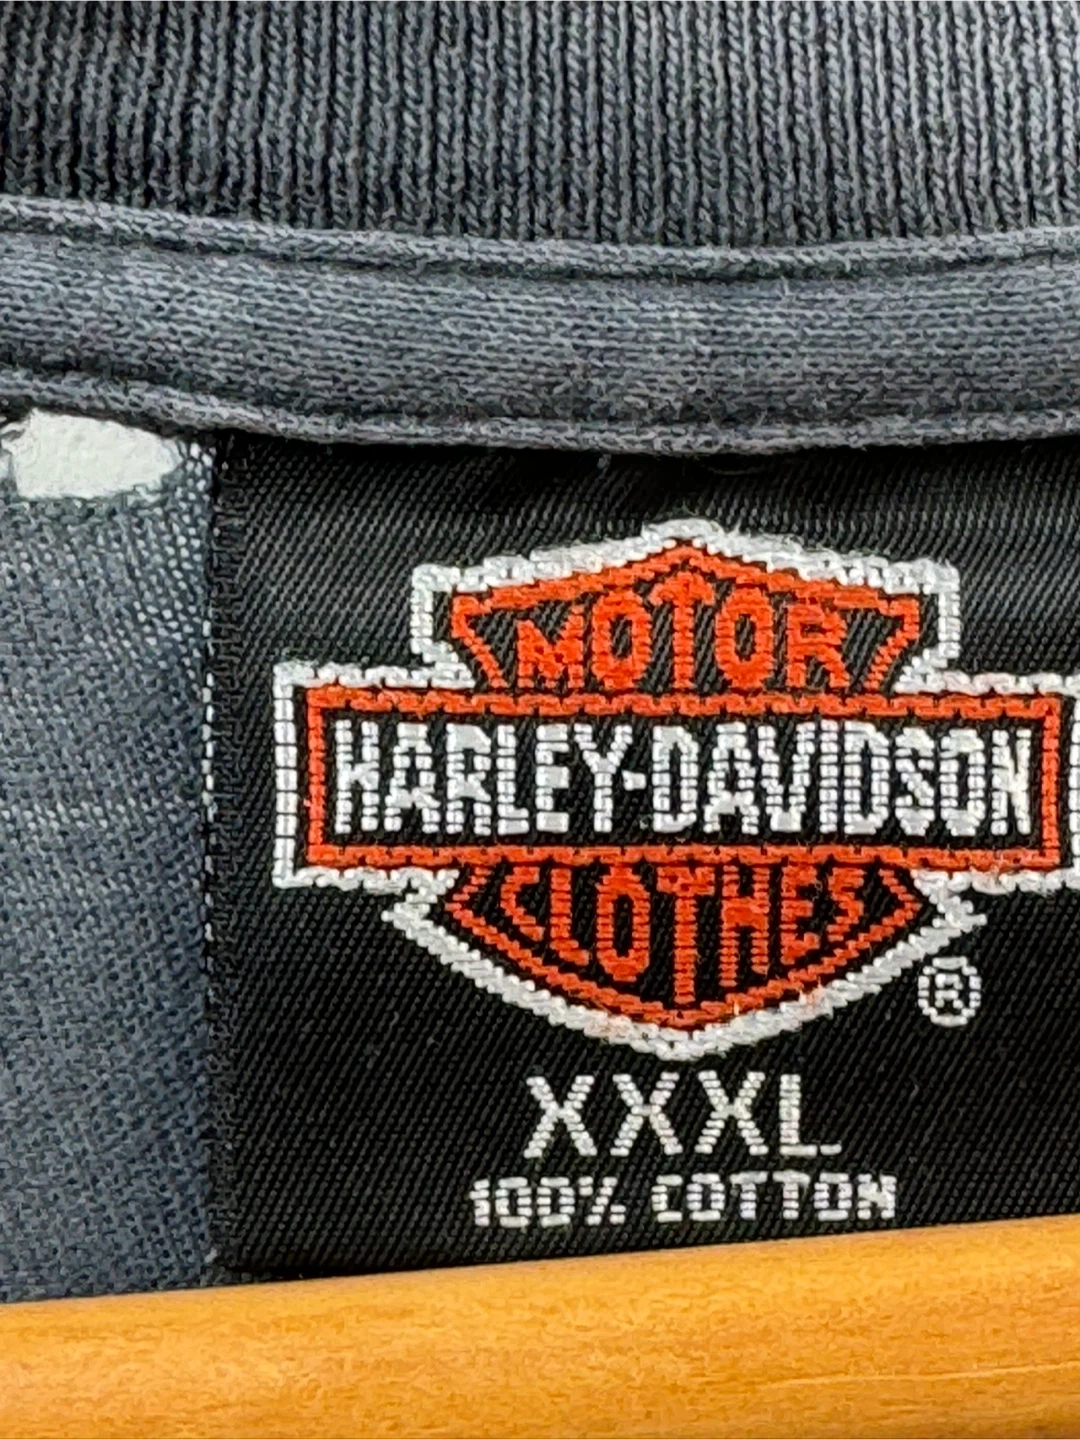 MOTOR
HARLEY-DAVIDSON
CLOTHES
®
XXXL
100% COTTON